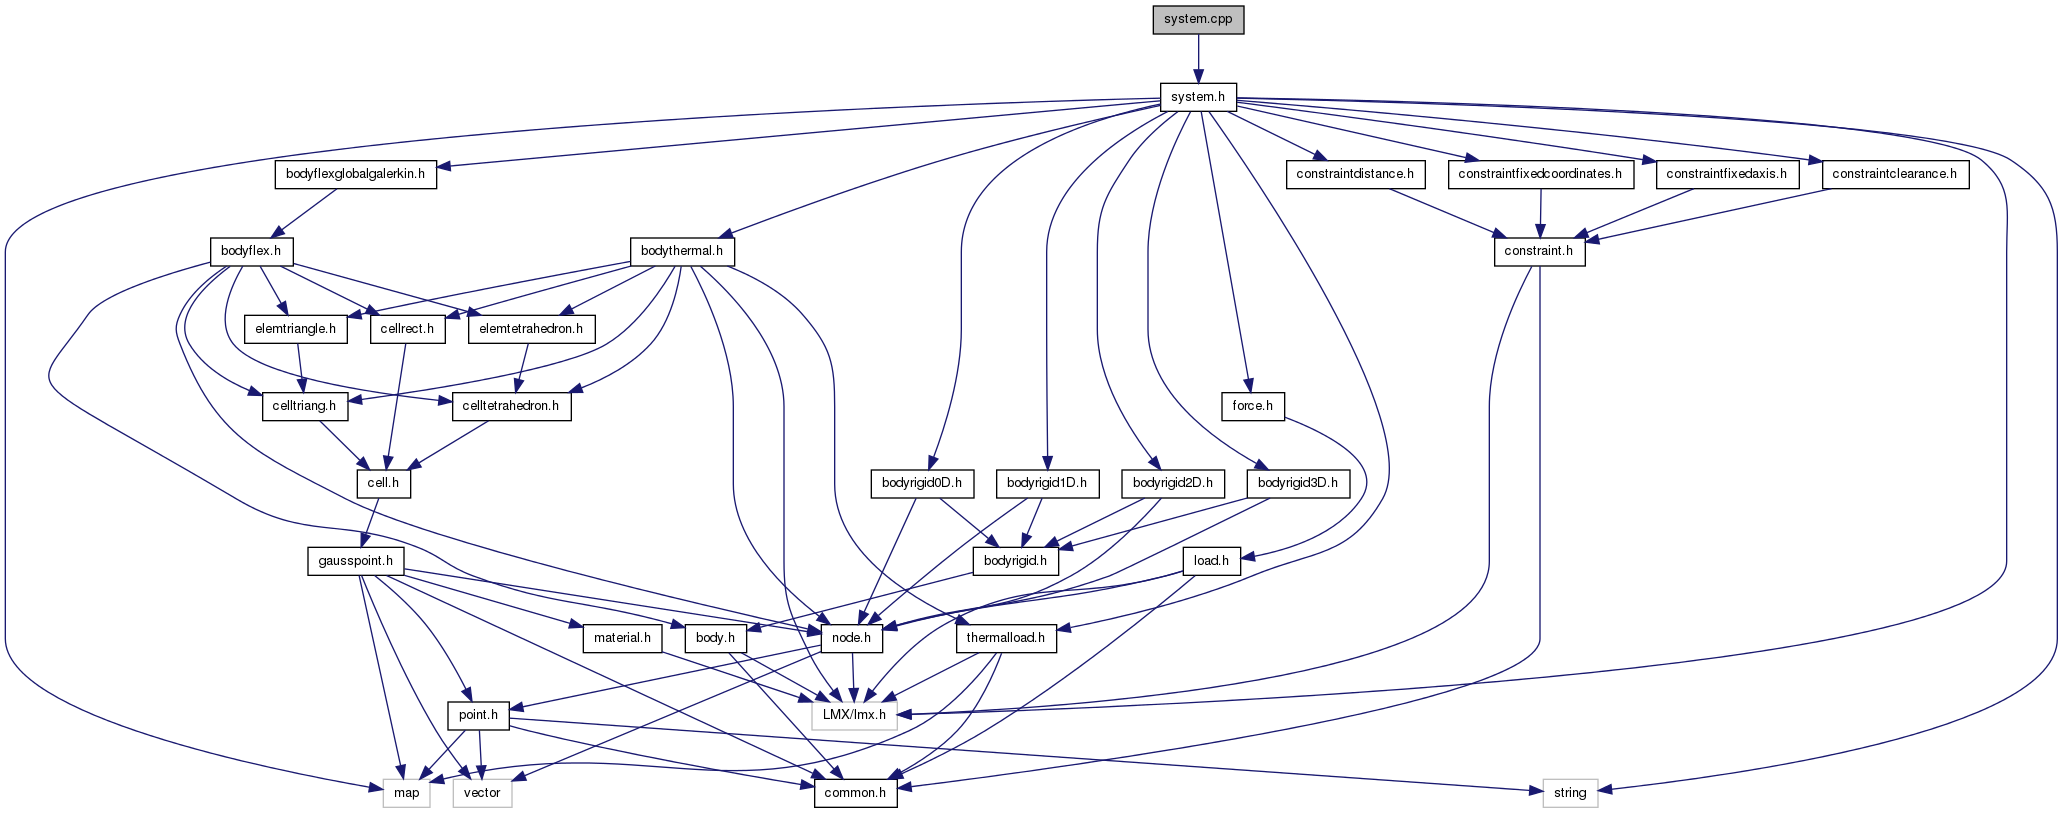 system.cpp
system.h
bodyflexglobalgalerkin.h
constraintdistance.h
constraintfixedcoordinates.h
constraintfixedaxis.h
constraintclearance.h
bodyflex.h
bodythermal.h
constraint.h
elemtriangle.h
cellrect.h
elemtetrahedron.h
celltriang.h
celltetrahedron.h
force.h
cell.h
bodyrigid0D.h
bodyrigid1D.h
bodyrigid2D.h
bodyrigid3D.h
gausspoint.h
bodyrigid.h
load.h
material.h
body.h
node.h
thermalload.h
point.h
LMX/lmx.h
map
vector
common.h
string